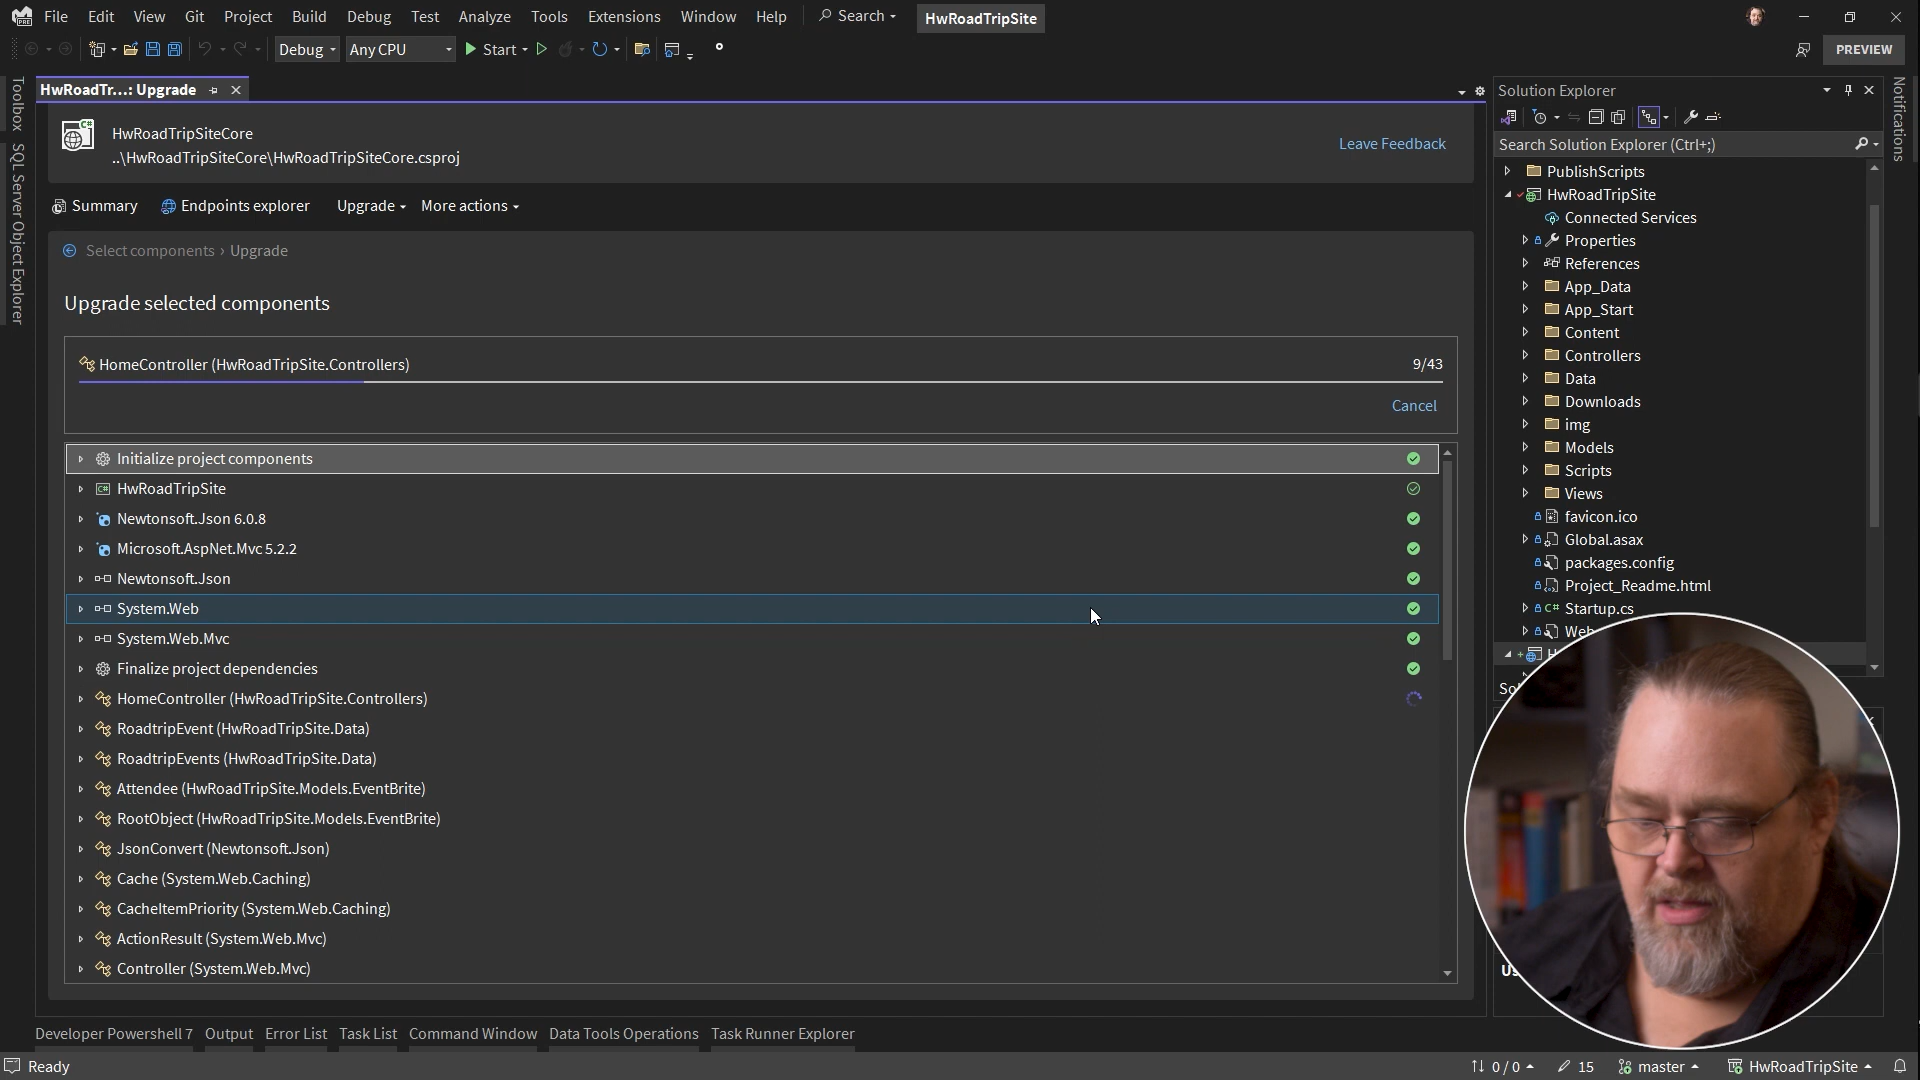 File Edit View Git Project Build Debug Test Analyze Tools Extensions Window Help Search HwRoadTripSite
Debug Any CPU Start PREVIEW
Toolbox
SQL Server Object Explorer
HwRoadTr...: Upgrade
HwRoadTripSiteCore
..\HwRoadTripSiteCore\HwRoadTripSiteCore.csproj
Leave Feedback
Summary Endpoints explorer Upgrade More actions
Select components › Upgrade
Upgrade selected components
HomeController (HwRoadTripSite.Controllers) 9/43
Cancel
Initialize project components
HwRoadTripSite
Newtonsoft.Json 6.0.8
Microsoft.AspNet.Mvc 5.2.2
Newtonsoft.Json
System.Web
System.Web.Mvc
Finalize project dependencies
HomeController (HwRoadTripSite.Controllers)
RoadtripEvent (HwRoadTripSite.Data)
RoadtripEvents (HwRoadTripSite.Data)
Attendee (HwRoadTripSite.Models.EventBrite)
RootObject (HwRoadTripSite.Models.EventBrite)
JsonConvert (Newtonsoft.Json)
Cache (System.Web.Caching)
CacheItemPriority (System.Web.Caching)
ActionResult (System.Web.Mvc)
Controller (System.Web.Mvc)
Solution Explorer
Search Solution Explorer (Ctrl+;)
PublishScripts
HwRoadTripSite
Connected Services
Properties
References
App_Data
App_Start
Content
Controllers
Data
Downloads
img
Models
Scripts
Views
favicon.ico
Global.asax
packages.config
Project_Readme.html
Startup.cs
Notifications
Developer Powershell 7 Output Error List Task List Command Window Data Tools Operations Task Runner Explorer
Ready 0 / 0 15 master HwRoadTripSite